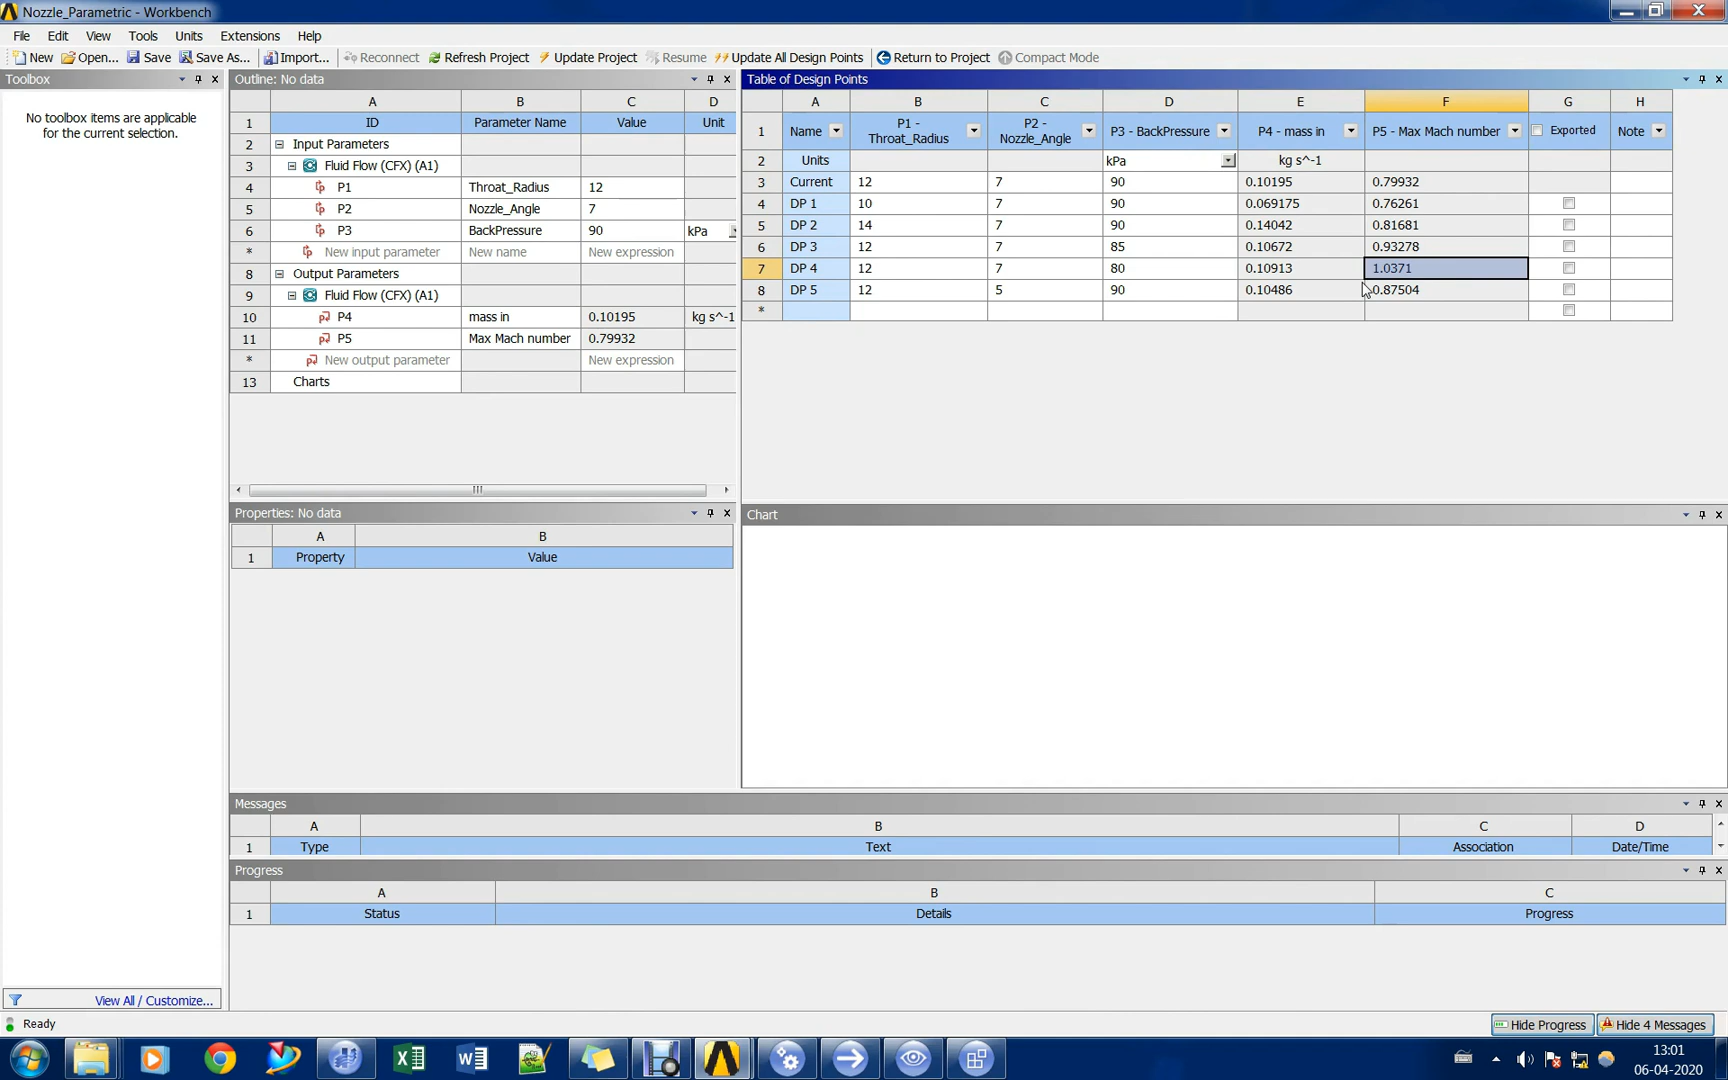 Nozzle_Parametric - Workbench
File Edit View Tools Units Extensions Help
New Open... Save Save As... Import... Reconnect Refresh Project Update Project Resume Update All Design Points Return to Project Compact Mode
Toolbox
No toolbox items are applicable
for the current selection.
View All / Customize...
Outline: No data
A B C D
1 ID Parameter Name Value Unit
2 Input Parameters
3 Fluid Flow (CFX) (A1)
4 P1 Throat_Radius 12
5 P2 Nozzle_Angle 7
6 P3 BackPressure 90 kPa
* New input parameter New name New expression
8 Output Parameters
9 Fluid Flow (CFX) (A1)
10 P4 mass in 0.10195 kg s^-1
11 P5 Max Mach number 0.79932
* New output parameter New expression
13 Charts
Properties: No data
A B
1 Property Value
Table of Design Points
A B C D E F G H
1 Name P1 - Throat_Radius P2 - Nozzle_Angle P3 - BackPressure P4 - mass in P5 - Max Mach number Exported Note
2 Units kPa kg s^-1
3 Current 12 7 90 0.10195 0.79932
4 DP 1 10 7 90 0.069175 0.76261
5 DP 2 14 7 90 0.14042 0.81681
6 DP 3 12 7 85 0.10672 0.93278
7 DP 4 12 7 80 0.10913 1.0371
8 DP 5 12 5 90 0.10486 0.87504
*
Chart
Messages
A B C D
1 Type Text Association Date/Time
Progress
A B C
1 Status Details Progress
Ready
Hide Progress Hide 4 Messages
13:01
06-04-2020